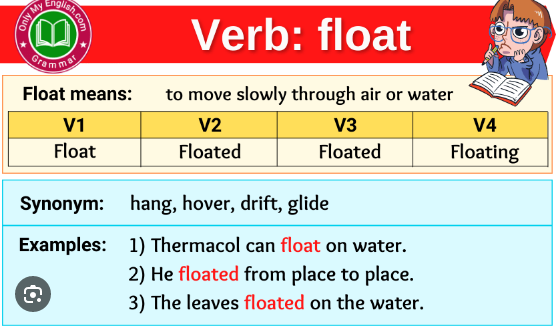 Only My English.com
Grammar
Verb: float
Float means: to move slowly through air or water
V1 V2 V3 V4
Float Floated Floated Floating
Synonym: hang, hover, drift, glide
Examples: 1) Thermacol can float on water.
2) He floated from place to place.
3) The leaves floated on the water.